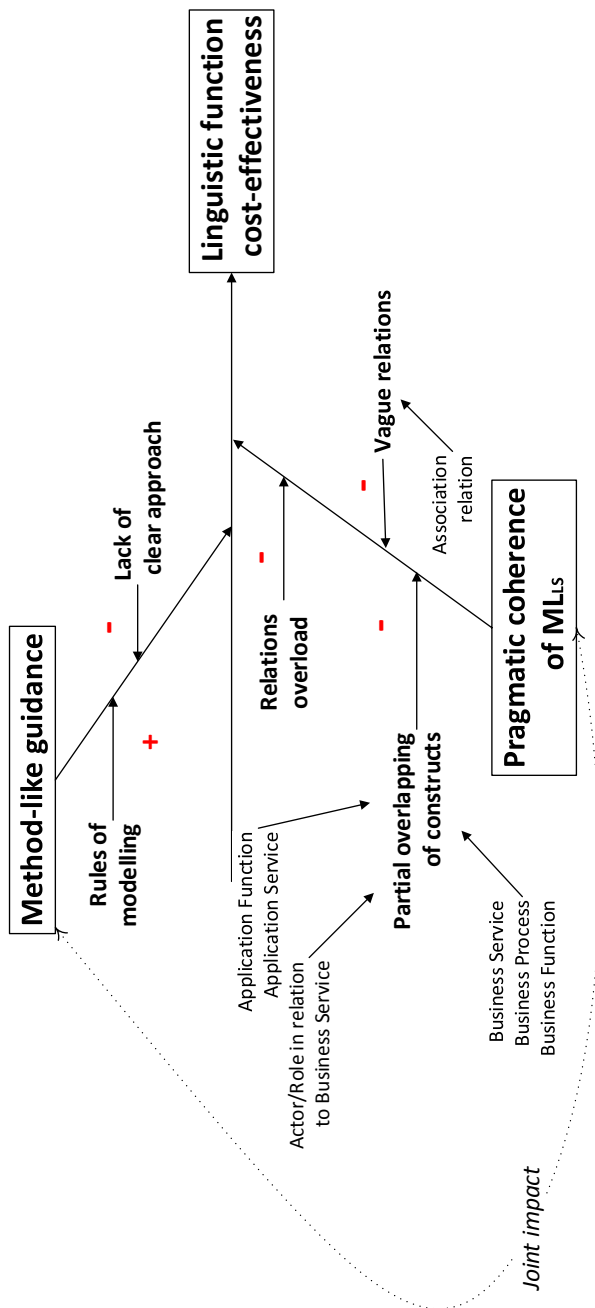 Method-like guidance
Rules of
modelling
Lack of
clear approach
-
+
Linguistic function
cost-effectiveness
Application Function
Application Service
Actor/Role in relation
to Business Service
Relations
overload
-
Partial overlapping
of constructs
-
Vague relations
-
Association
relation
Business Service
Business Process
Business Function
Pragmatic coherence
of MLLS
Joint impact